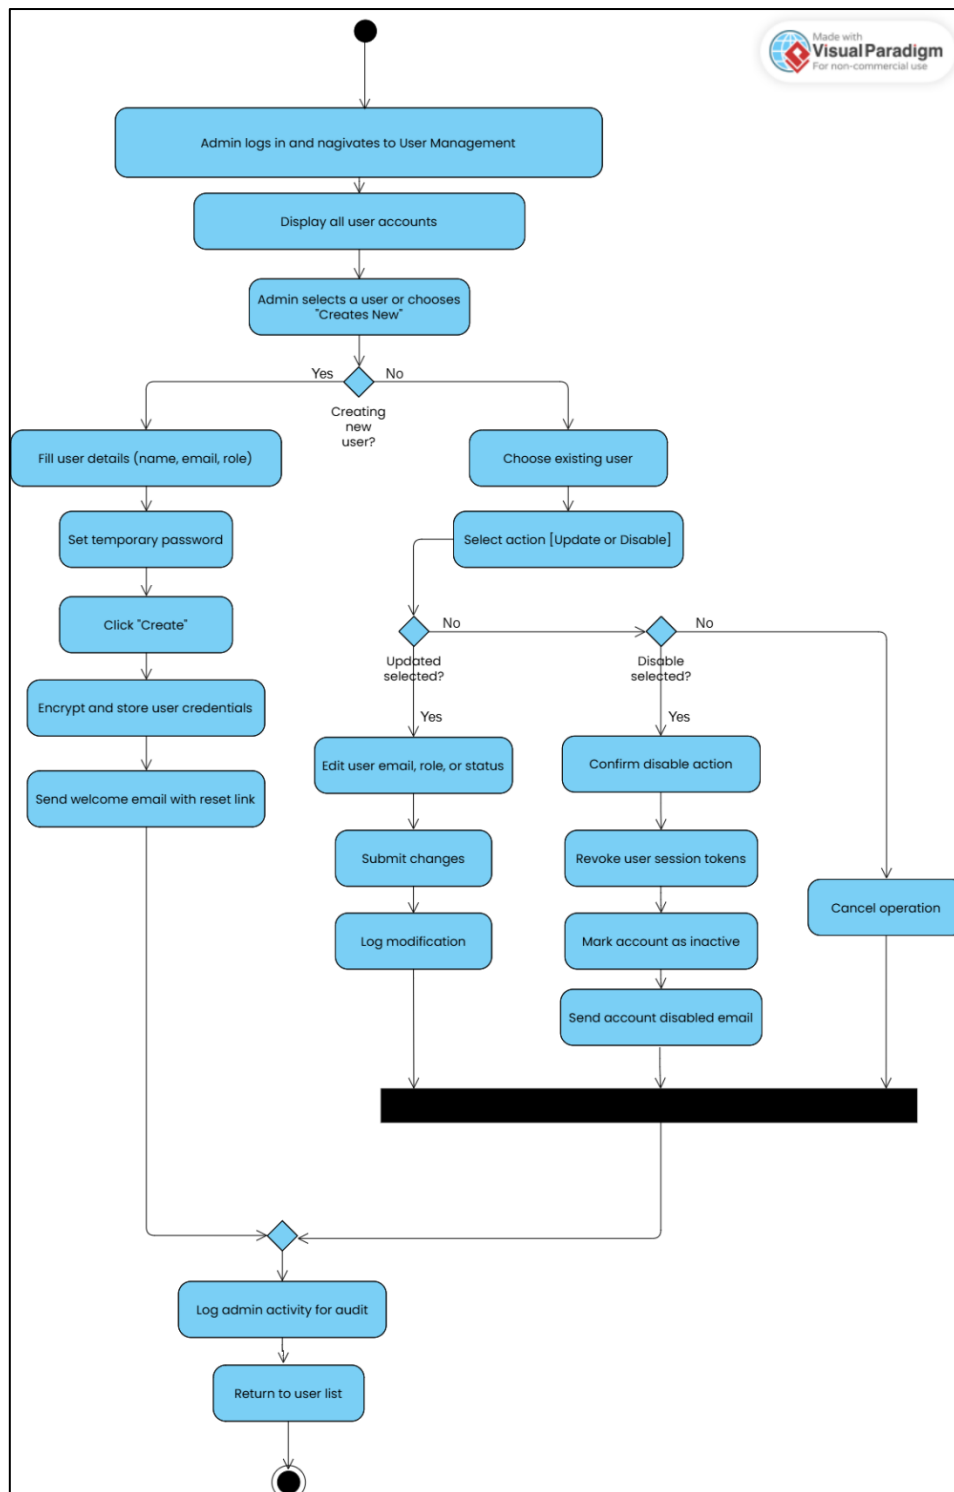 Made with
Visual Paradigm
For non-commercial use
Admin logs in and nagivates to User Management
Display all user accounts
Admin selects a user or chooses
"Creates New"
Yes
No
Creating
new
user?
Fill user details (name, email, role)
Choose existing user
Set temporary password
Select action [Update or Disable]
Click "Create"
No
No
Updated
selected?
Disable
selected?
Encrypt and store user credentials
Yes
Yes
Edit user email, role, or status
Confirm disable action
Send welcome email with reset link
Submit changes
Revoke user session tokens
Cancel operation
Log modification
Mark account as inactive
Send account disabled email
Log admin activity for audit
Return to user list